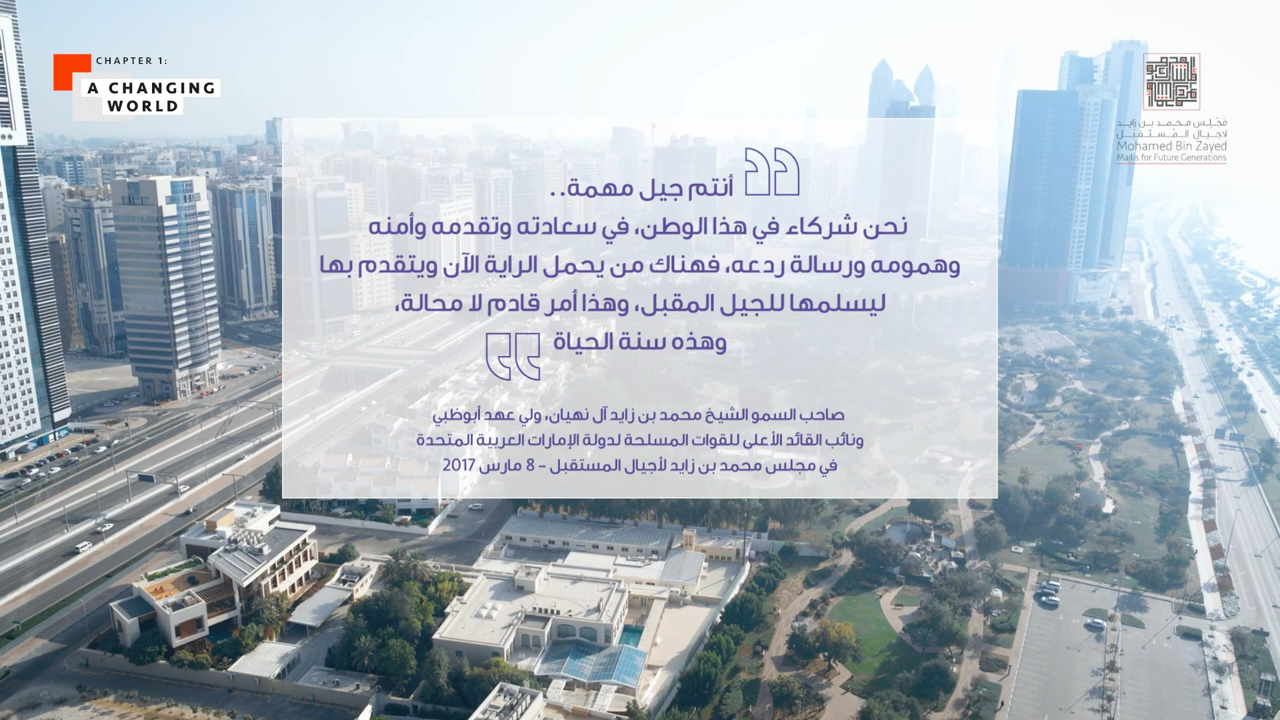 CHAPTER 1:
A CHANGING
WORLD
مَجْلِس محمد بن زايد
لأجيال المُسـتَـقبَل
Mohamed Bin Zayed
Majlis for Future Generations
أنتم جيل مهمة..
نحن شركاء في هذا الوطن، في سعادته وتقدمه وأمنه
وهمومه ورسالة ردعه، فهناك من يحمل الراية الآن ويتقدم بها
ليسلمها للجيل المقبل، وهذا أمر قادم لا محالة،
وهذه سنة الحياة
صاحب السمو الشيخ محمد بن زايد آل نهيان، ولي عهد أبوظبي
ونائب القائد الأعلى للقوات المسلحة لدولة الإمارات العربية المتحدة
في مجلس محمد بن زايد لأجيال المستقبل – 8 مارس 2017